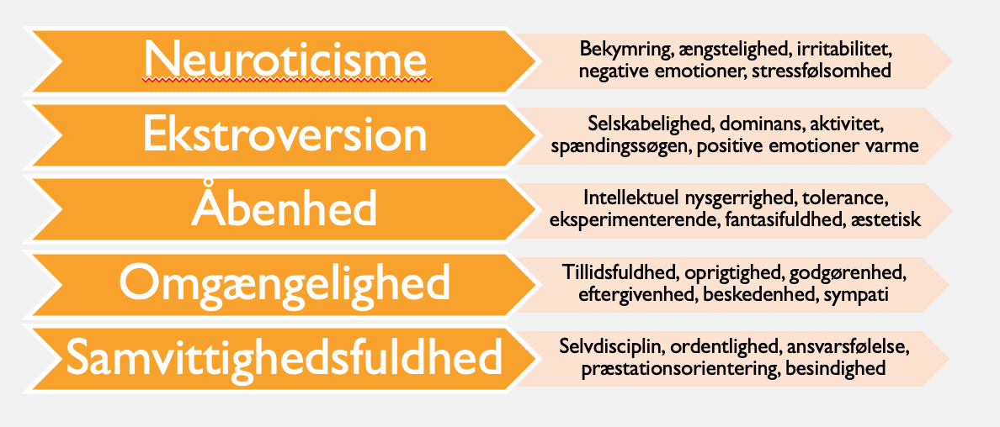 Neuroticisme
Bekymring, ængstelighed, irritabilitet,
negative emotioner, stressfølsomhed
Ekstroversion
Selskabelighed, dominans, aktivitet,
spændingssøgen, positive emotioner varme
Åbenhed
Intellektuel nysgerrighed, tolerance,
eksperimenterende, fantasifuldhed, æstetisk
Omgængelighed
Tillidsfuldhed, oprigtighed, godgørenhed,
eftergivenhed, beskedenhed, sympati
Samvittighedsfuldhed
Selvdisciplin, ordentlighed, ansvarsfølelse,
præstationsorientering, besindighed